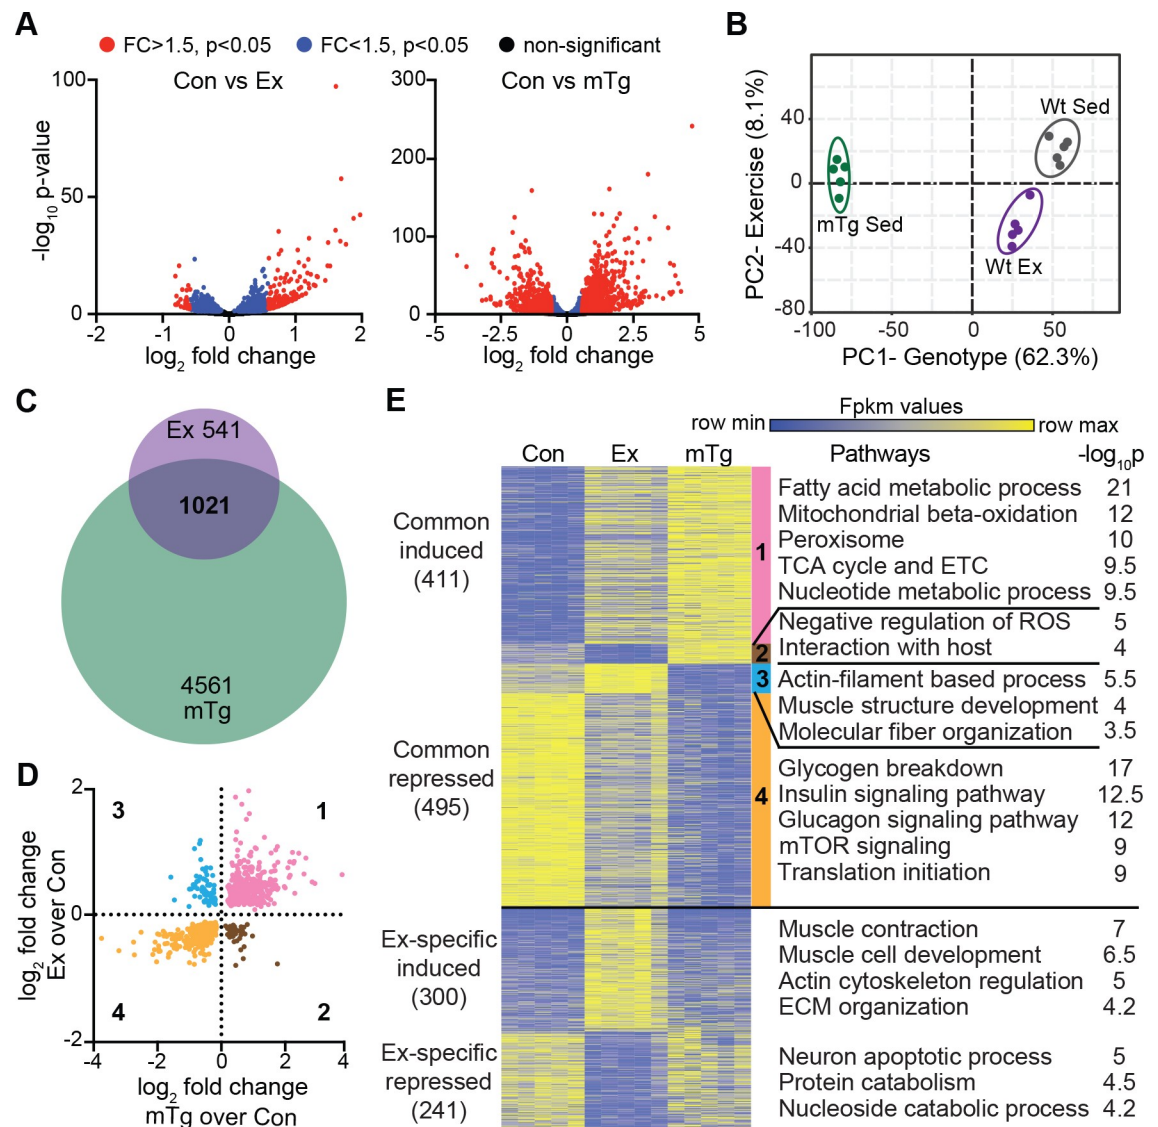 A
FC>1.5, p<0.05
FC<1.5, p<0.05
non-significant
Con vs Ex
Con vs mTg
-log10 p-value
100
50
0
-2
-1
0
1
2
log2 fold change
300
200
100
0
-5
-2.5
0
2.5
5
log2 fold change
B
PC2- Exercise (8.1%)
40
0
-40
-80
-100
-50
0
50
PC1- Genotype (62.3%)
Wt Sed
mTg Sed
Wt Ex
C
Ex 541
1021
4561
mTg
D
log2 fold change
Ex over Con
2
0
-2
3
1
4
2
-4
-2
0
2
4
log2 fold change
mTg over Con
E
Fpkm values
row min
row max
Con
Ex
mTg
Pathways
-log10p
Common
induced
(411)
1
Fatty acid metabolic process 21
Mitochondrial beta-oxidation 12
Peroxisome 10
TCA cycle and ETC 9.5
Nucleotide metabolic process 9.5
2
Negative regulation of ROS 5
Interaction with host 4
3
Actin-filament based process 5.5
Muscle structure development 4
Molecular fiber organization 3.5
Common
repressed
(495)
4
Glycogen breakdown 17
Insulin signaling pathway 12.5
Glucagon signaling pathway 12
mTOR signaling 9
Translation initiation 9
Ex-specific
induced
(300)
Muscle contraction 7
Muscle cell development 6.5
Actin cytoskeleton regulation 5
ECM organization 4.2
Ex-specific
repressed
(241)
Neuron apoptotic process 5
Protein catabolism 4.5
Nucleoside catabolic process 4.2